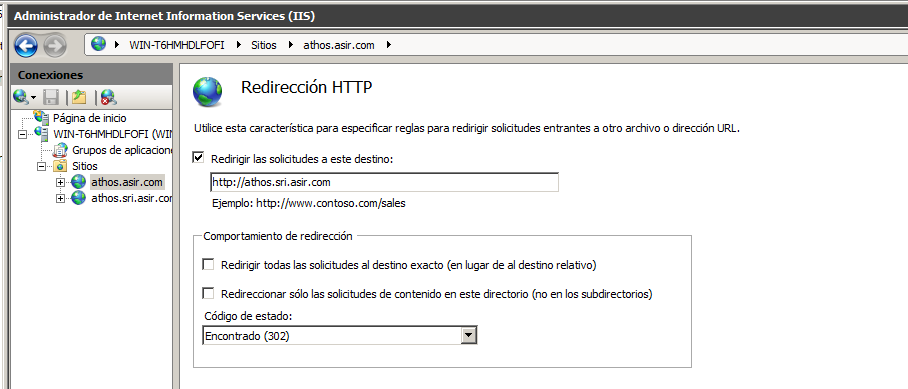 Administrador de Internet Information Services (IIS)
WIN-T6HMHDLFOFI
Sitios
athos.asir.com
Conexiones
Página de inicio
WIN-T6HMHDLFOFI (WIN
Grupos de aplicacione
Sitios
athos.asir.com
athos.sri.asir.com
Redirección HTTP
Utilice esta característica para especificar reglas para redirigir solicitudes entrantes a otro archivo o dirección URL.
Redirigir las solicitudes a este destino:
http://athos.sri.asir.com
Ejemplo: http://www.contoso.com/sales
Comportamiento de redirección
Redirigir todas las solicitudes al destino exacto (en lugar de al destino relativo)
Redireccionar sólo las solicitudes de contenido en este directorio (no en los subdirectorios)
Código de estado:
Encontrado (302)